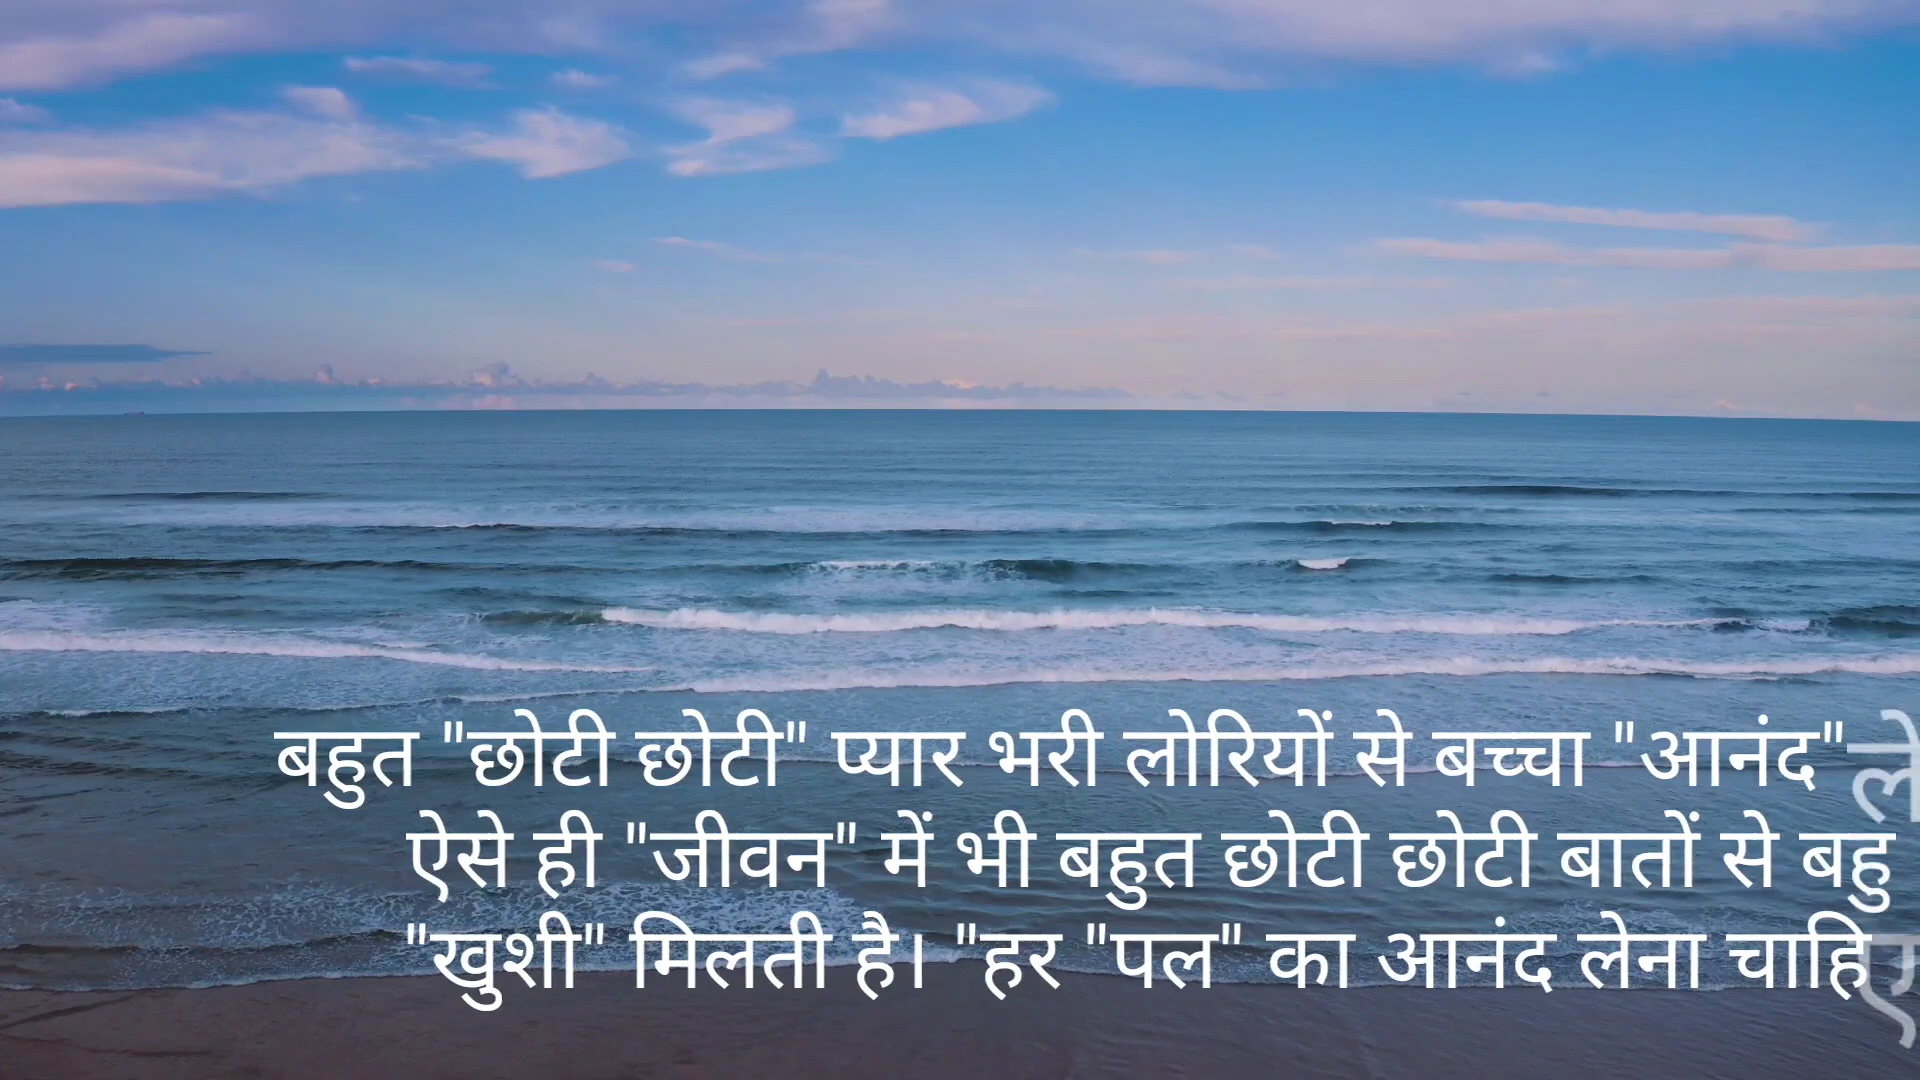 बहुत "छोटी छोटी" प्यार भरी लोरियों से बच्चा "आनंद" ले
ऐसे ही "जीवन" में भी बहुत छोटी छोटी बातों से बहु
"खुशी" मिलती है। "हर "पल" का आनंद लेना चाहिए